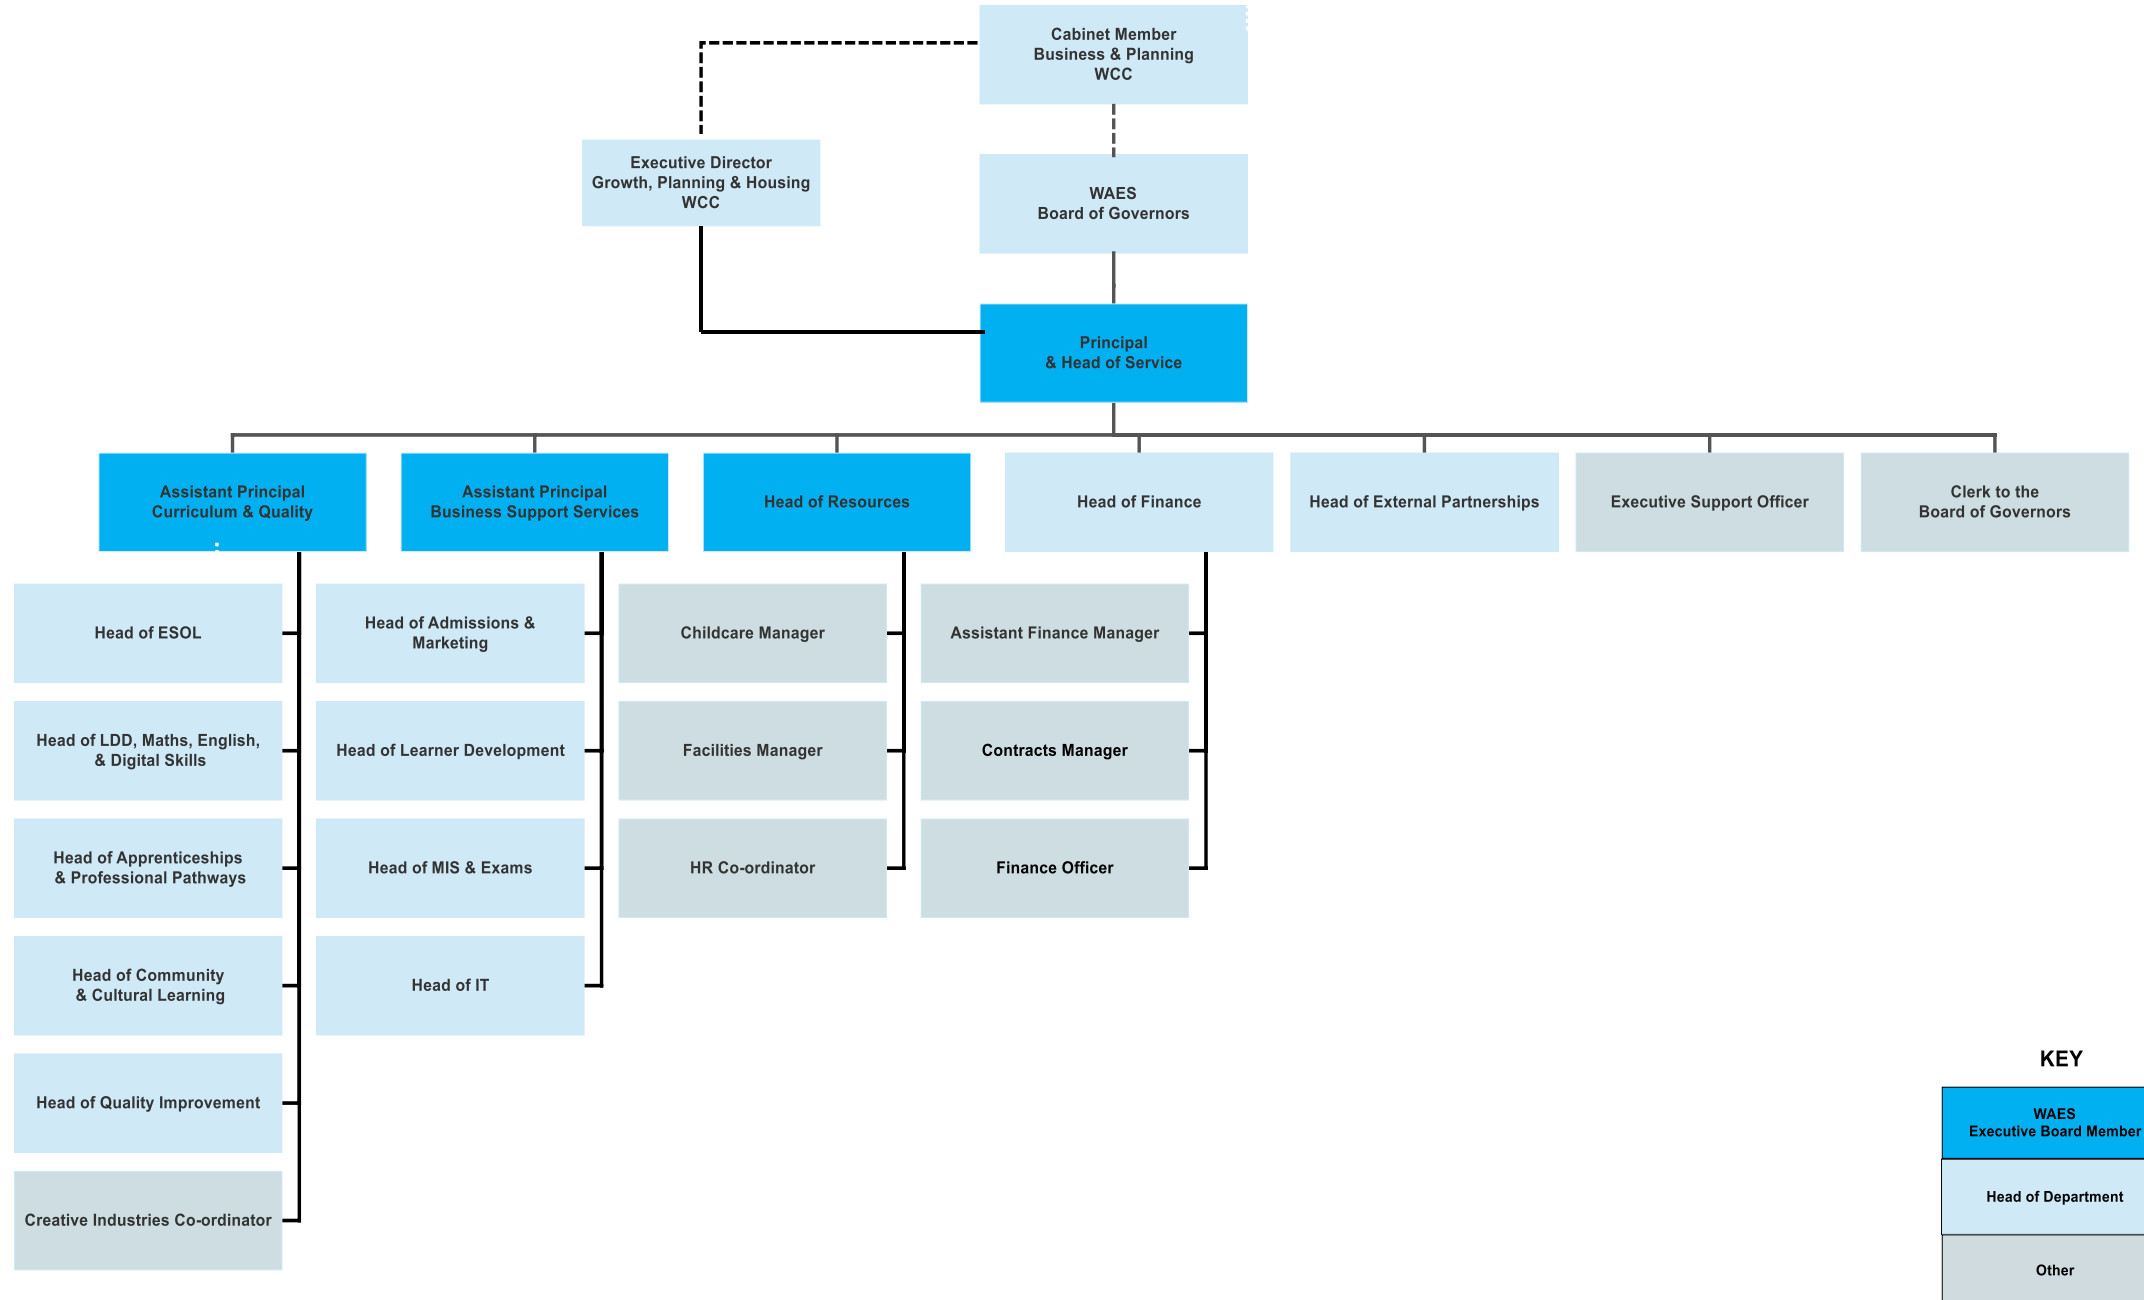 Cabinet Member
Business & Planning
WCC
Executive Director
Growth, Planning & Housing
WCC
WAES
Board of Governors
Principal
& Head of Service
Assistant Principal
Curriculum & Quality
Assistant Principal
Business Support Services
Head of Resources
Head of Finance
Head of External Partnerships
Executive Support Officer
Clerk to the
Board of Governors
Head of ESOL
Head of Admissions &
Marketing
Childcare Manager
Assistant Finance Manager
Head of LDD, Maths, English,
& Digital Skills
Head of Learner Development
Facilities Manager
Contracts Manager
Head of Apprenticeships
& Professional Pathways
Head of MIS & Exams
HR Co-ordinator
Finance Officer
Head of Community
& Cultural Learning
Head of IT
Head of Quality Improvement
Creative Industries Co-ordinator
KEY
WAES
Executive Board Member
Head of Department
Other